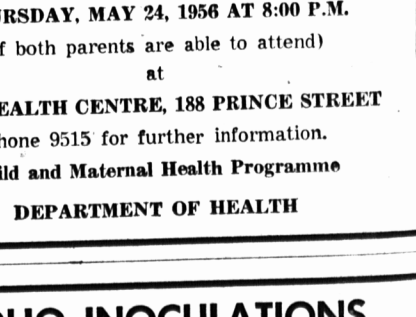 RSDAY, MAY 24, 1956 AT 8:00 P.M.
f both parents are able to attend)
at
EALTH CENTRE, 188 PRINCE STREET
hone 9515 for further information.
ild and Maternal Health Programme
DEPARTMENT OF HEALTH
INOCULATIONS